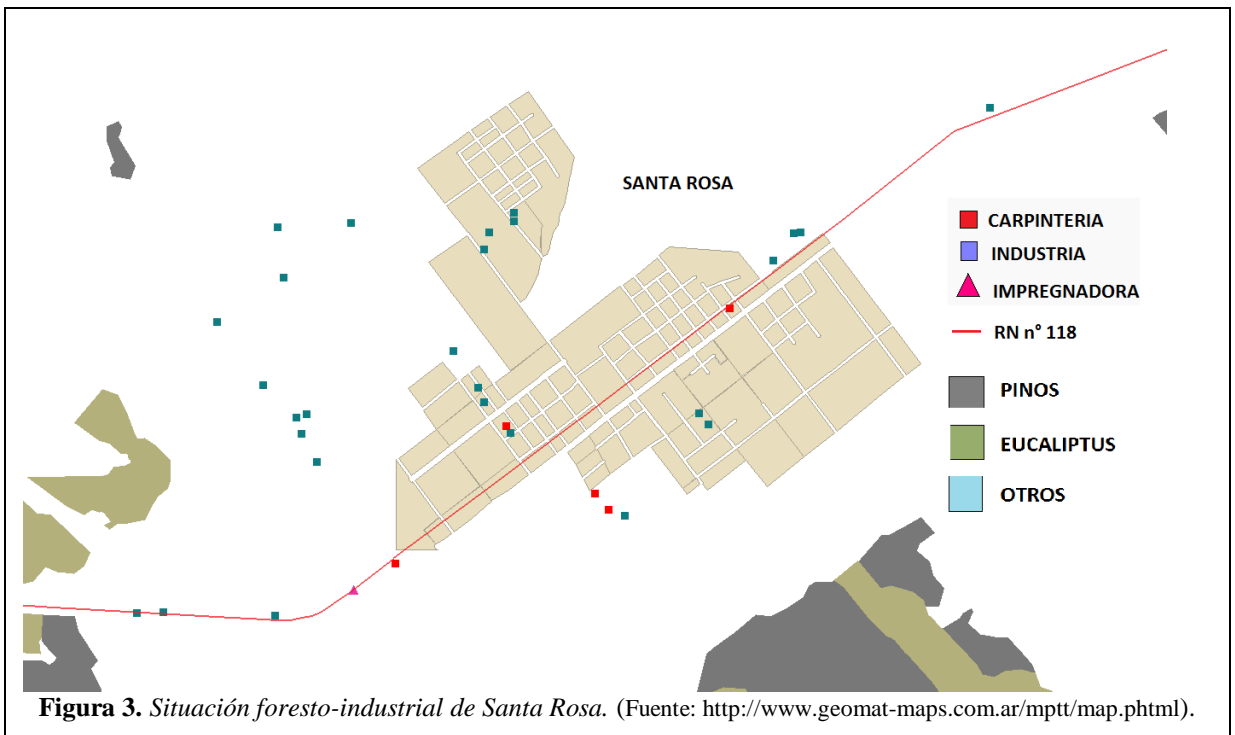 SANTA ROSA
CARPINTERIA
INDUSTRIA
IMPREGNADORA
RN n° 118
PINOS
EUCALIPTUS
OTROS
Figura 3. Situación foresto-industrial de Santa Rosa. (Fuente: http://www.geomat-maps.com.ar/mptt/map.phtml).